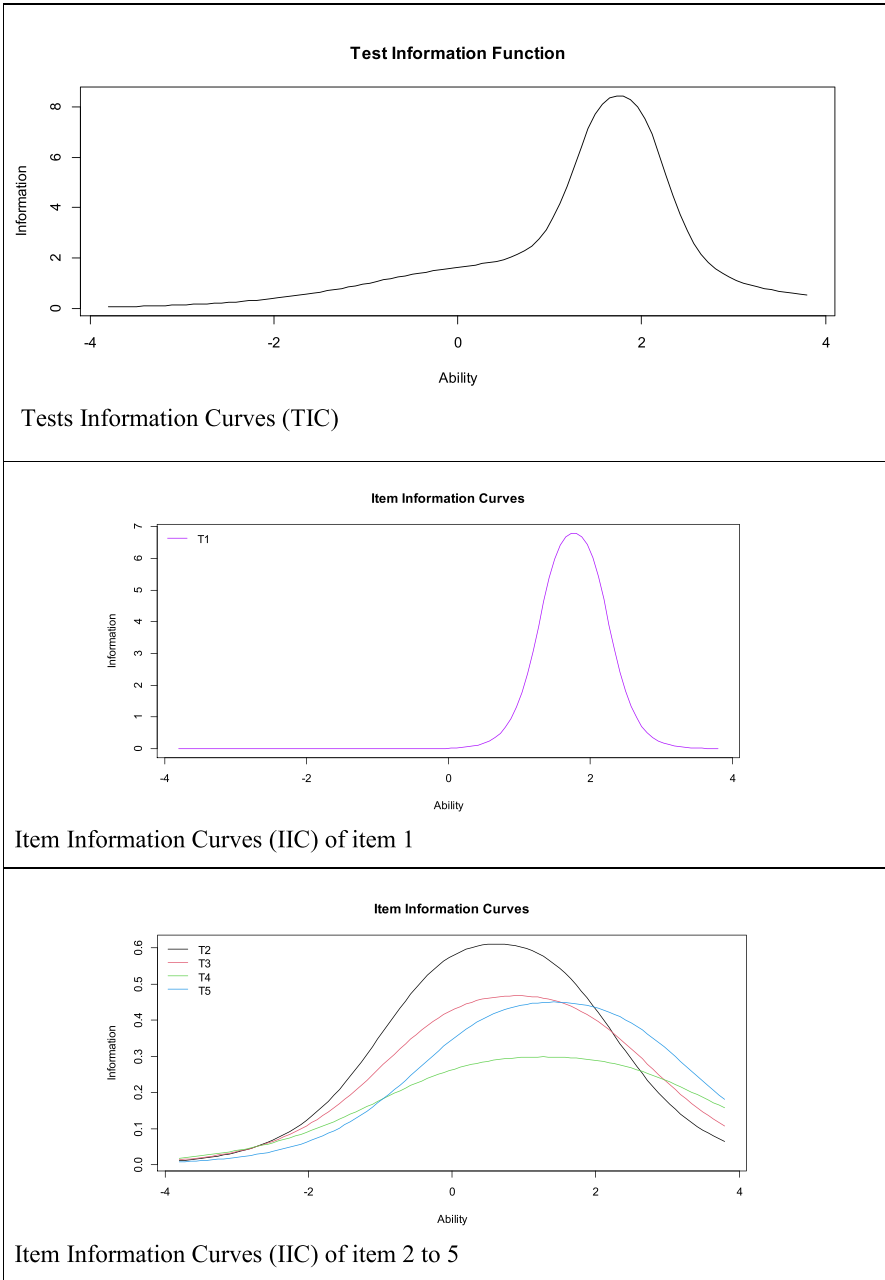 Test Information Function
8
6
4
2
0
Information
-4 -2 0 2 4
Ability
Tests Information Curves (TIC)
Item Information Curves
T1
7
6
5
4
3
2
1
0
Information
-4 -2 0 2 4
Ability
Item Information Curves (IIC) of item 1
Item Information Curves
T2
T3
T4
T5
0.6
0.5
0.4
0.3
0.2
0.1
0.0
Information
-4 -2 0 2 4
Ability
Item Information Curves (IIC) of item 2 to 5